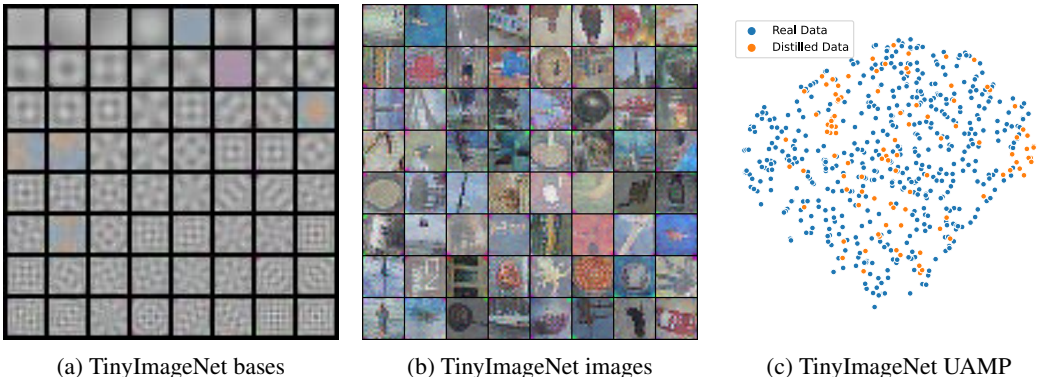 Real Data
Distilled Data
(a) TinyImageNet bases
(b) TinyImageNet images
(c) TinyImageNet UAMP